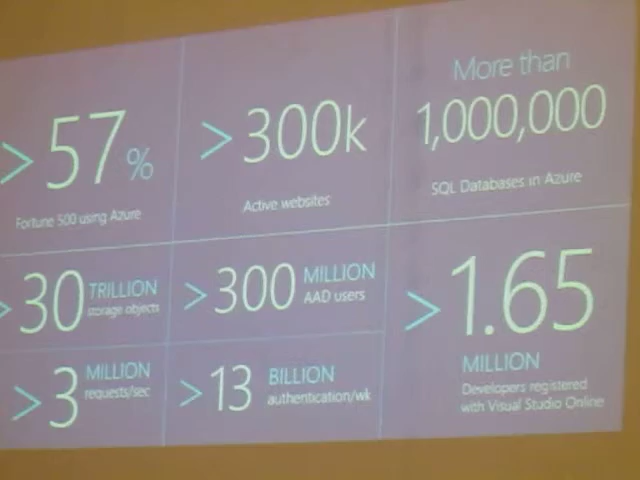 > 57 %
Fortune 500 using Azure
> 300k
Active websites
More than
1,000,000
SQL Databases in Azure
> 30 TRILLION
storage objects
> 300 MILLION
AAD users
> 1.65
MILLION
Developers registered
with Visual Studio Online
> 3 MILLION
requests/sec
> 13 BILLION
authentication/wk